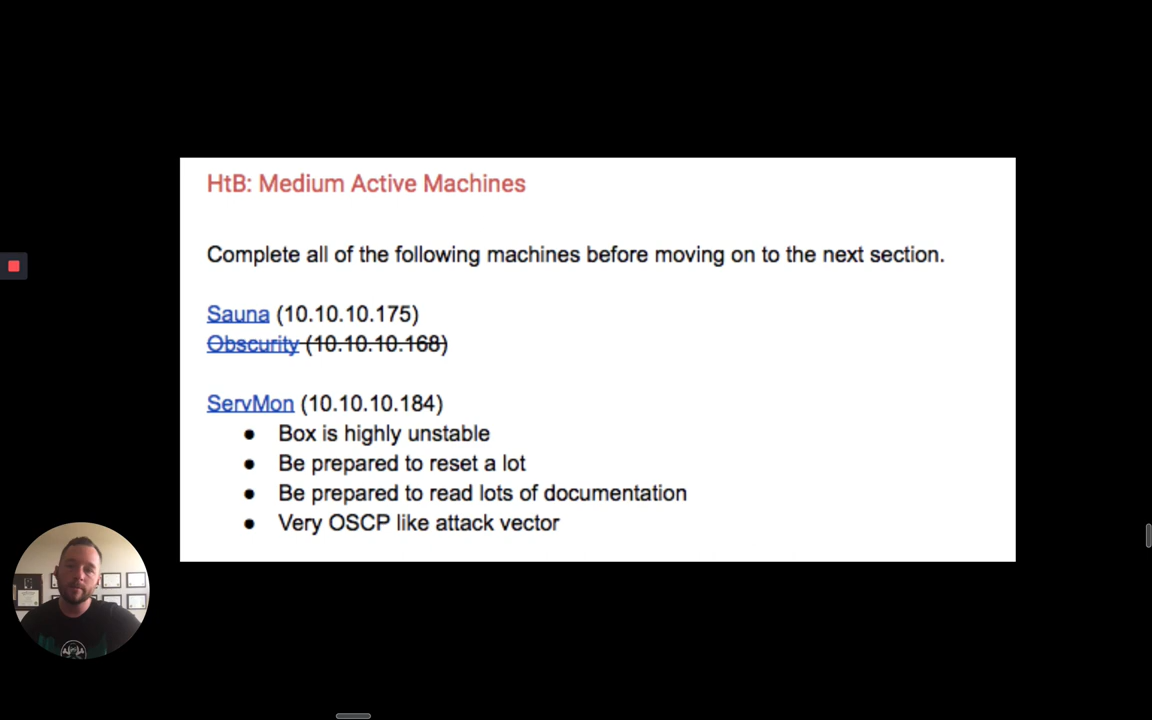 HtB: Medium Active Machines
Complete all of the following machines before moving on to the next section.
Sauna (10.10.10.175)
Obscurity (10.10.10.168)
ServMon (10.10.10.184)
● Box is highly unstable
● Be prepared to reset a lot
● Be prepared to read lots of documentation
● Very OSCP like attack vector